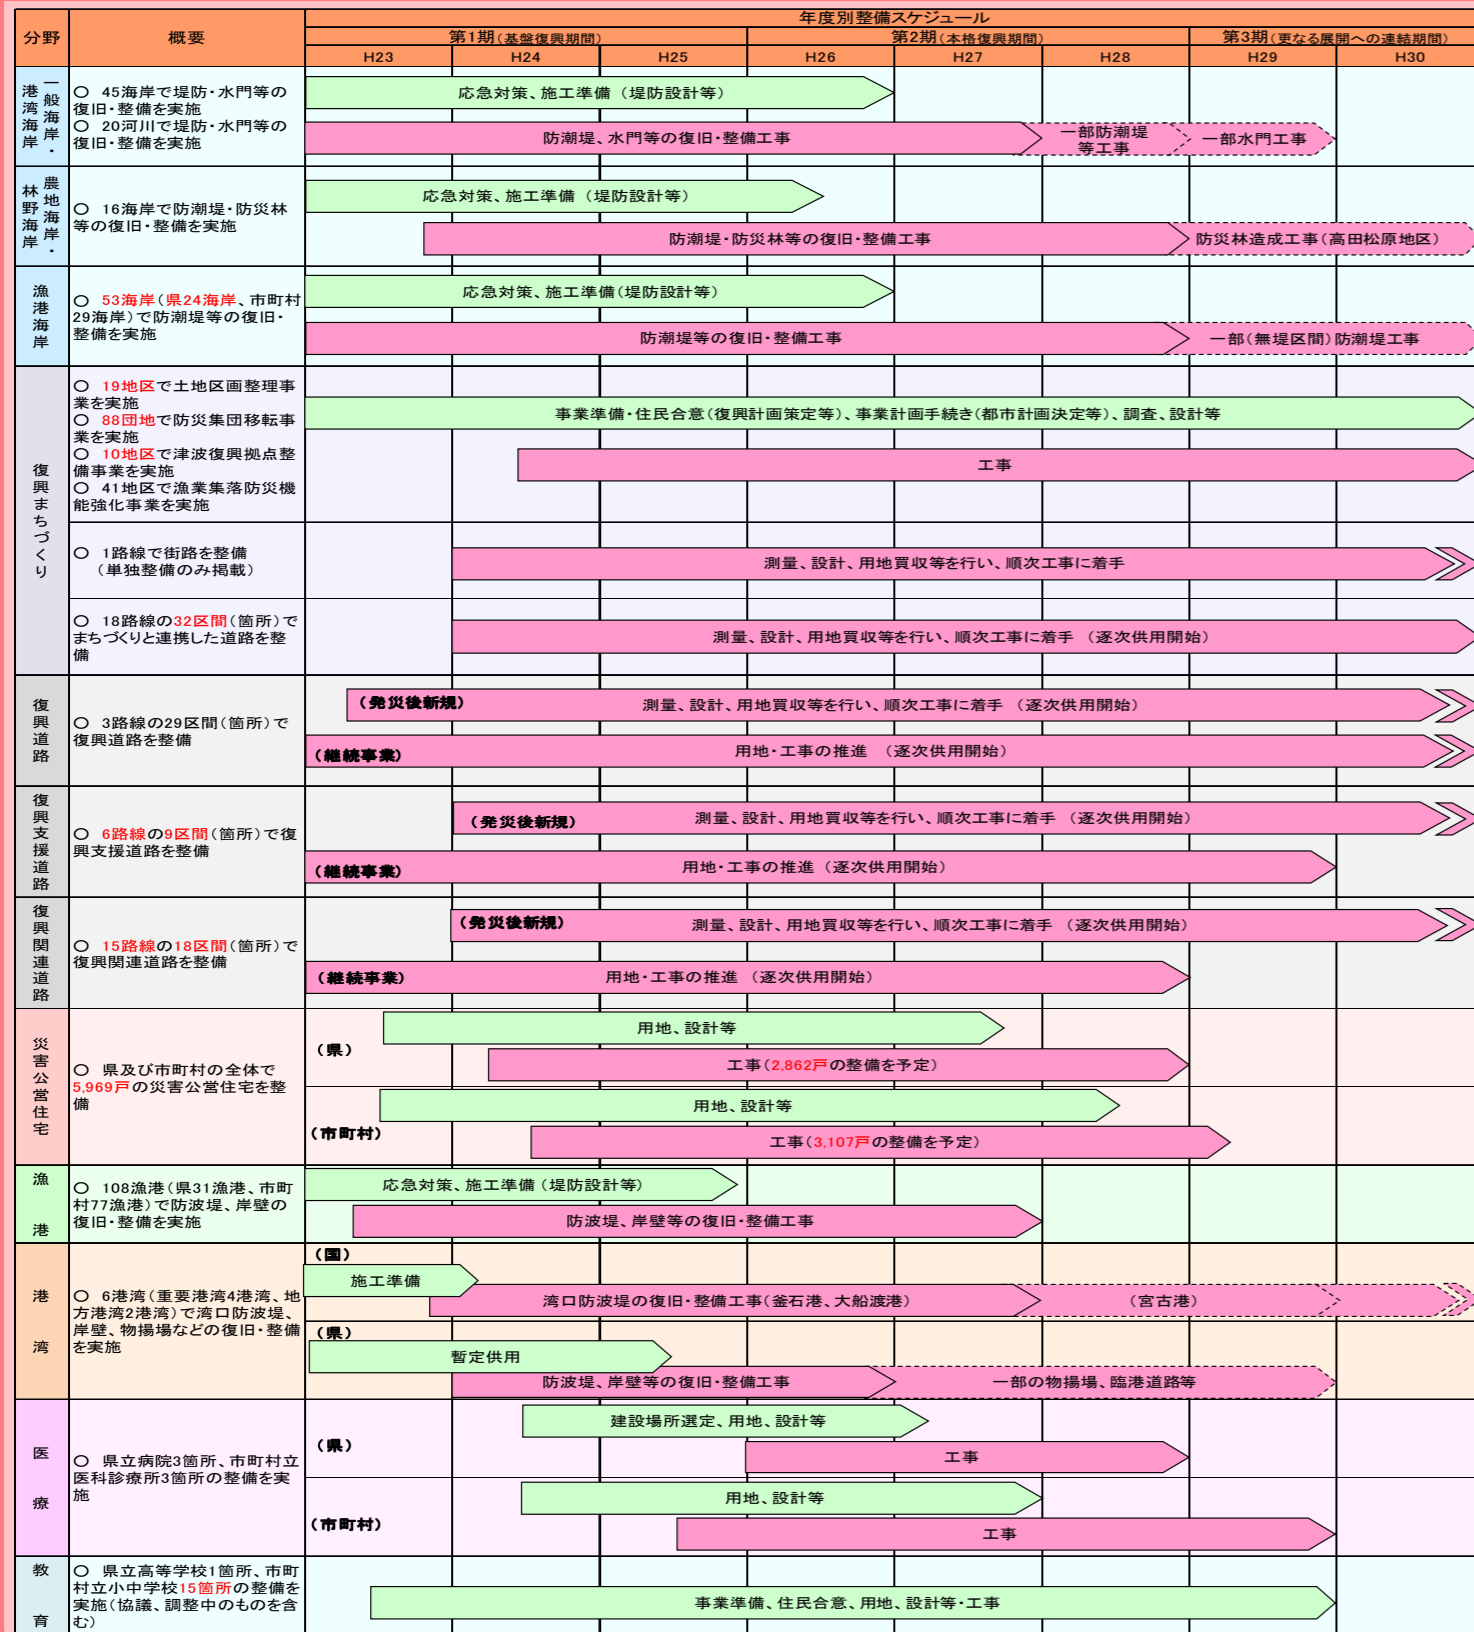 分野
概要
年度別整備スケジュール
第1期(基盤復興期間)
第2期(本格復興期間)
第3期(更なる展開への連結期間)
H23
H24
H25
H26
H27
H28
H29
H30
一般海岸・
港湾海岸
○ 45海岸で堤防・水門等の
復旧・整備を実施
○ 20河川で堤防・水門等の
復旧・整備を実施
応急対策、施工準備 (堤防設計等)
防潮堤、水門等の復旧・整備工事
一部防潮堤
等工事
一部水門工事
農地海岸・
林野海岸
○ 16海岸で防潮堤・防災林
等の復旧・整備を実施
応急対策、施工準備 (堤防設計等)
防潮堤・防災林等の復旧・整備工事
防災林造成工事(高田松原地区)
漁港海岸
○ 53海岸(県24海岸、市町村
29海岸)で防潮堤等の復旧・
整備を実施
応急対策、施工準備(堤防設計等)
防潮堤等の復旧・整備工事
一部(無堤区間)防潮堤工事
復興まちづくり
○ 19地区で土地区画整理事
業を実施
○ 88団地で防災集団移転事
業を実施
○ 10地区で津波復興拠点整
備事業を実施
○ 41地区で漁業集落防災機
能強化事業を実施
事業準備・住民合意(復興計画策定等)、事業計画手続き(都市計画決定等)、調査、設計等
工事
○ 1路線で街路を整備
(単独整備のみ掲載)
測量、設計、用地買収等を行い、順次工事に着手
○ 18路線の32区間(箇所)で
まちづくりと連携した道路を整
備
測量、設計、用地買収等を行い、順次工事に着手 (逐次供用開始)
復興道路
○ 3路線の29区間(箇所)で
復興道路を整備
(発災後新規)
測量、設計、用地買収等を行い、順次工事に着手 (逐次供用開始)
(継続事業)
用地・工事の推進 (逐次供用開始)
復興支援道路
○ 6路線の9区間(箇所)で復
興支援道路を整備
(発災後新規)
測量、設計、用地買収等を行い、順次工事に着手 (逐次供用開始)
(継続事業)
用地・工事の推進 (逐次供用開始)
復興関連道路
○ 15路線の18区間(箇所)で
復興関連道路を整備
(発災後新規)
測量、設計、用地買収等を行い、順次工事に着手 (逐次供用開始)
(継続事業)
用地・工事の推進 (逐次供用開始)
災害公営住宅
○ 県及び市町村の全体で
5,969戸の災害公営住宅を整
備
(県)
用地、設計等
工事(2,862戸の整備を予定)
(市町村)
用地、設計等
工事(3,107戸の整備を予定)
漁港
○ 108漁港(県31漁港、市町
村77漁港)で防波堤、岸壁の
復旧・整備を実施
応急対策、施工準備 (堤防設計等)
防波堤、岸壁等の復旧・整備工事
港湾
○ 6港湾(重要港湾4港湾、地
方港湾2港湾)で湾口防波堤、
岸壁、物揚場などの復旧・整備
を実施
(国)
施工準備
湾口防波堤の復旧・整備工事(釜石港、大船渡港)
(宮古港)
(県)
暫定供用
防波堤、岸壁等の復旧・整備工事
一部の物揚場、臨港道路等
医療
○ 県立病院3箇所、市町村立
医科診療所3箇所の整備を実
施
(県)
建設場所選定、用地、設計等
工事
(市町村)
用地、設計等
工事
教育
○ 県立高等学校1箇所、市町
村立小中学校15箇所の整備を
実施(協議、調整中のものを含
む)
事業準備、住民合意、用地、設計等・工事